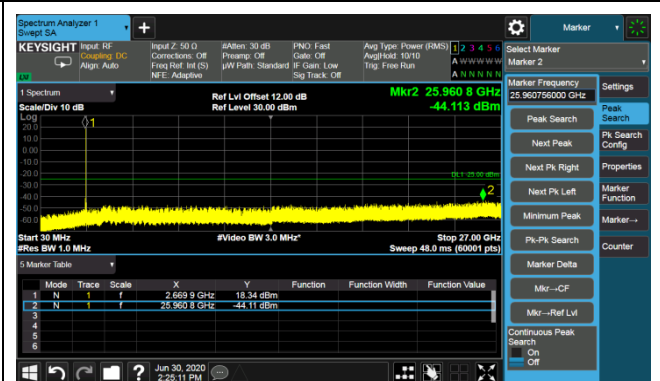 Spectrum Analyzer 1
Swept SA
Marker
KEYSIGHT
Input: RF
Coupling: DC
Align: Auto
Input Z: 50 Ω
Corrections: Off
Freq Ref: Int (S)
NFE: Adaptive
#Atten: 30 dB
Preamp: Off
µW Path: Standard
PNO: Fast
Gate: Off
IF Gain: Low
Sig Track: Off
Avg Type: Power (RMS)
Avg|Hold: 10/10
Trig: Free Run
1 2 3 4 5 6
A W W W W W
A N N N N N
LXI
Select Marker
Marker 2
1 Spectrum
Scale/Div 10 dB
Ref Lvl Offset 12.00 dB
Ref Level 30.00 dBm
Mkr2 25.960 8 GHz
-44.113 dBm
Log
20.0
10.0
0.00
-10.0
-20.0
-30.0
-40.0
-50.0
-60.0
1
2
DL1 -25.00 dBm
Start 30 MHz
#Res BW 1.0 MHz
#Video BW 3.0 MHz*
Stop 27.00 GHz
Sweep 48.0 ms (60001 pts)
5 Marker Table
Mode Trace Scale X Y Function Function Width Function Value
1 N 1 f 2.669 9 GHz 18.34 dBm
2 N 1 f 25.960 8 GHz -44.11 dBm
3
4
5
6
Jun 30, 2020
2:25:11 PM
Marker Frequency
25.960756000 GHz
Peak Search
Next Peak
Next Pk Right
Next Pk Left
Minimum Peak
Pk-Pk Search
Marker Delta
Mkr→CF
Mkr→Ref Lvl
Continuous Peak
Search
On
Off
Settings
Peak
Search
Pk Search
Config
Properties
Marker
Function
Marker→
Counter